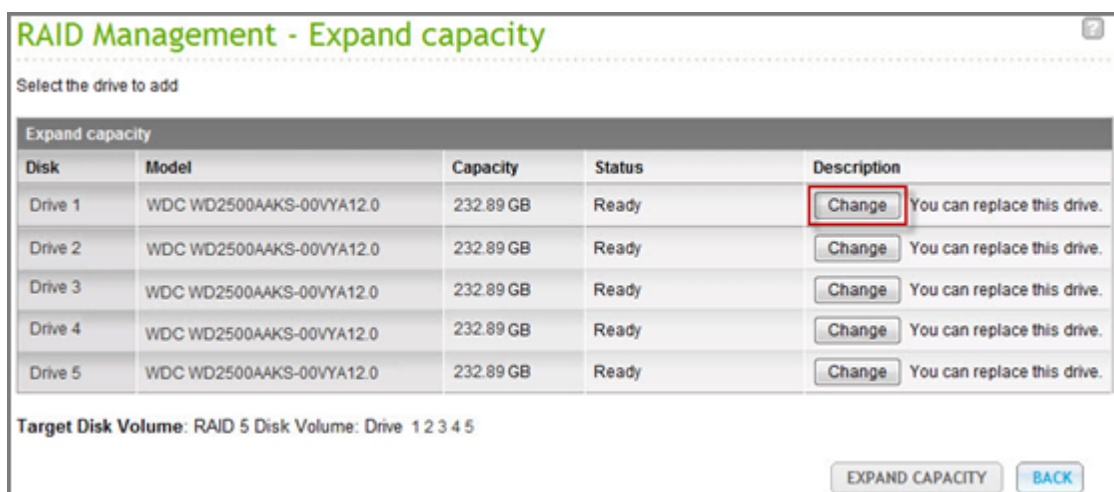 RAID Management - Expand capacity
?
Select the drive to add
Expand capacity
Disk Model Capacity Status Description
Drive 1 WDC WD2500AAKS-00VYA12.0 232.89 GB Ready Change You can replace this drive.
Drive 2 WDC WD2500AAKS-00VYA12.0 232.89 GB Ready Change You can replace this drive.
Drive 3 WDC WD2500AAKS-00VYA12.0 232.89 GB Ready Change You can replace this drive.
Drive 4 WDC WD2500AAKS-00VYA12.0 232.89 GB Ready Change You can replace this drive.
Drive 5 WDC WD2500AAKS-00VYA12.0 232.89 GB Ready Change You can replace this drive.
Target Disk Volume: RAID 5 Disk Volume: Drive 1 2 3 4 5
EXPAND CAPACITY BACK